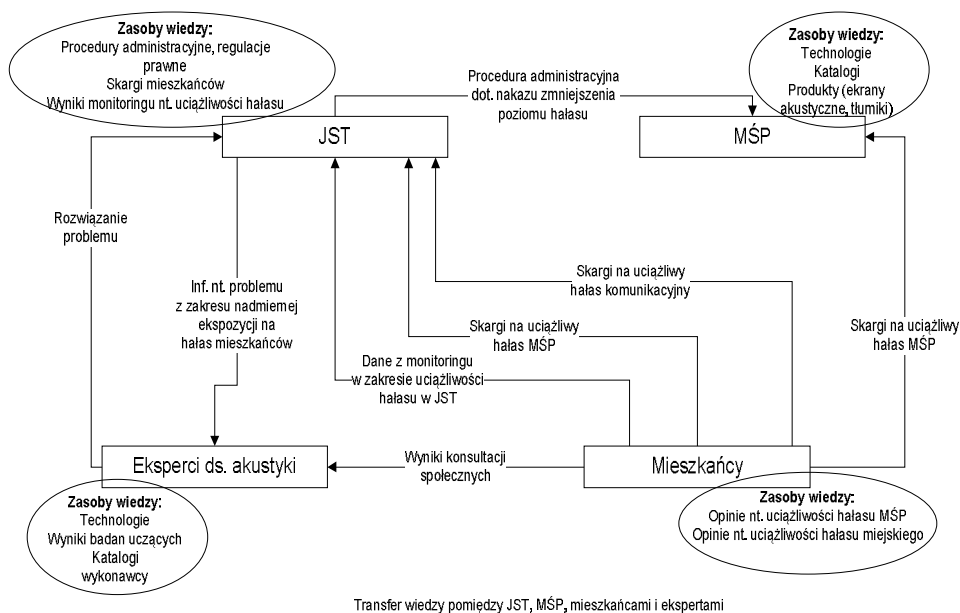 Zasoby wiedzy:
Procedury administracyjne, regulacje
prawne
Skargi mieszkańców
Wyniki monitoringu nt. uciążliwości hałasu
Zasoby wiedzy:
Technologie
Katalogi
Produkty (ekrany
akustyczne, tłumiki)
Procedura administracyjna
dot. nakazu zmniejszenia
poziomu hałasu
JST
MŚP
Rozwiązanie
problemu
Inf. nt. problemu
z zakresu nadmiernej
ekspozycji na
hałas mieszkańców
Skargi na uciążliwy
hałas komunikacyjny
Skargi na uciążliwy
hałas MŚP
Skargi na uciążliwy
hałas MŚP
Dane z monitoringu
w zakresie uciążliwości
hałasu w JST
Eksperci ds. akustyki
Wyniki konsultacji
społecznych
Mieszkańcy
Zasoby wiedzy:
Technologie
Wyniki badan uczących
Katalogi
wykonawcy
Zasoby wiedzy:
Opinie nt. uciążliwości hałasu MŚP
Opinie nt. uciążliwości hałasu miejskiego
Transfer wiedzy pomiędzy JST, MŚP, mieszkańcami i ekspertami